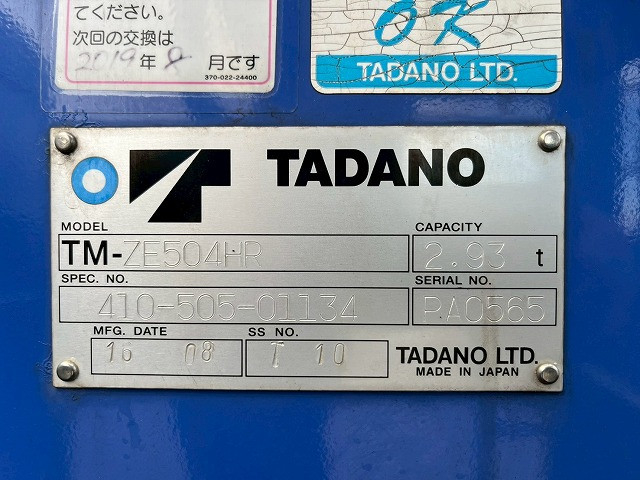 てください。
次回の交換は
2019年 8 月です
370-022-24400
OK
TADANO LTD.
TADANO
MODEL
CAPACITY
TM-ZE504HR
2.93 t
SPEC. NO.
SERIAL NO.
410-505-01134
PA0565
MFG. DATE
SS NO.
16 08
T 10
TADANO LTD.
MADE IN JAPAN